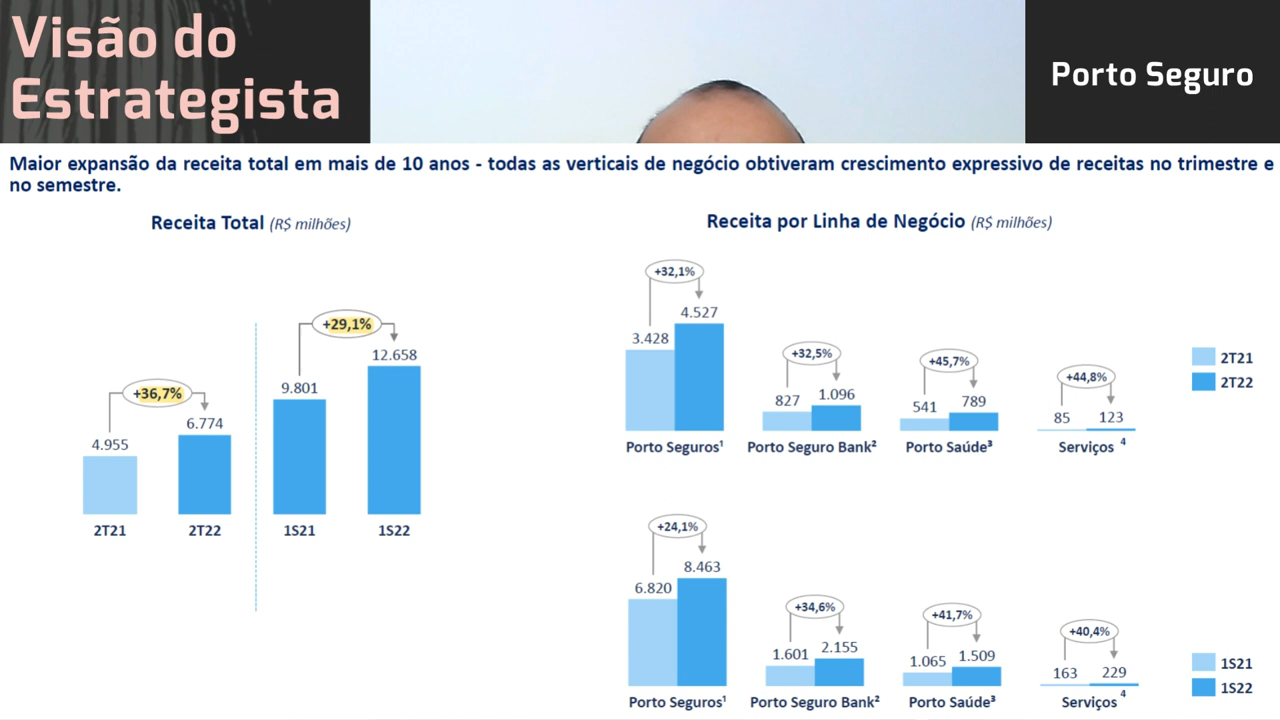 Visão do
Estrategista
Porto Seguro
Maior expansão da receita total em mais de 10 anos - todas as verticais de negócio obtiveram crescimento expressivo de receitas no trimestre e
no semestre.
Receita Total (R$ milhões)
+36,7%
4.955
6.774
2T21
2T22
+29,1%
9.801
12.658
1S21
1S22
Receita por Linha de Negócio (R$ milhões)
+32,1%
3.428
4.527
Porto Seguros¹
+32,5%
827
1.096
Porto Seguro Bank²
+45,7%
541
789
Porto Saúde³
+44,8%
85
123
Serviços ⁴
2T21
2T22
+24,1%
6.820
8.463
Porto Seguros¹
+34,6%
1.601
2.155
Porto Seguro Bank²
+41,7%
1.065
1.509
Porto Saúde³
+40,4%
163
229
Serviços ⁴
1S21
1S22